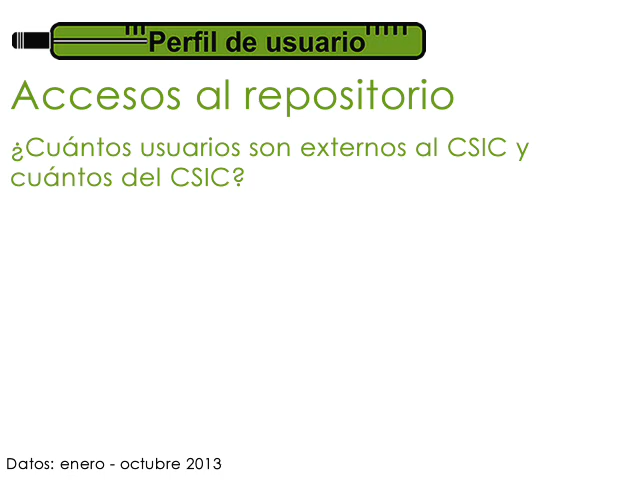 Perfil de usuario
Accesos al repositorio
¿Cuántos usuarios son externos al CSIC y
cuántos del CSIC?
Datos: enero - octubre 2013